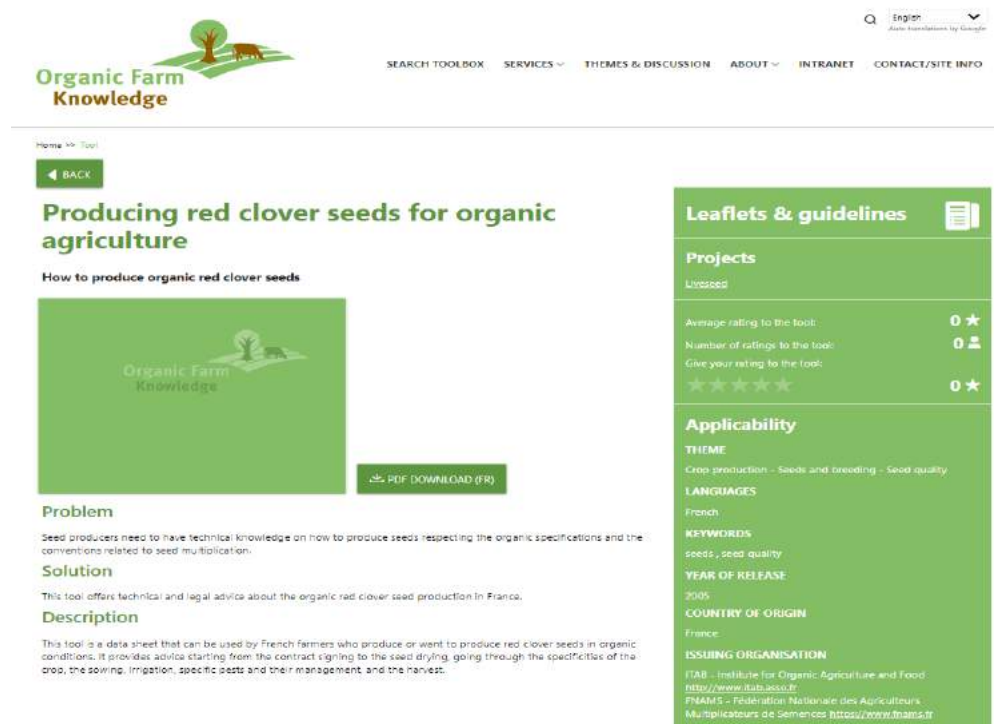 English
Auto translations by Google
Organic Farm
Knowledge
SEARCH TOOLBOX SERVICES THEMES & DISCUSSION ABOUT INTRANET CONTACT/SITE INFO
Home >> Tool
BACK
Producing red clover seeds for organic
agriculture
How to produce organic red clover seeds
Organic Farm
Knowledge
PDF DOWNLOAD (FR)
Problem
Seed producers need to have technical knowledge on how to produce seeds respecting the organic specifications and the
conventions related to seed multiplication.
Solution
This tool offers technical and legal advice about the organic red clover seed production in France.
Description
This tool is a data sheet that can be used by French farmers who produce or want to produce red clover seeds in organic
conditions. It provides advice starting from the contract signing to the seed drying, going through the specificities of the
crop, the sowing, irrigation, specific pests and their management, and the harvest.
Leaflets & guidelines
Projects
Liveseed
Average rating to the tool: 0
Number of ratings to the tool: 0
Give your rating to the tool:
0
Applicability
THEME
Crop production - Seeds and breeding - Seed quality
LANGUAGES
French
KEYWORDS
seeds , seed quality
YEAR OF RELEASE
2005
COUNTRY OF ORIGIN
France
ISSUING ORGANISATION
ITAB - Institute for Organic Agriculture and Food
http://www.itab.asso.fr
FNAMS - Fédération Nationale des Agriculteurs
Multiplicateurs de Semences https://www.fnams.fr